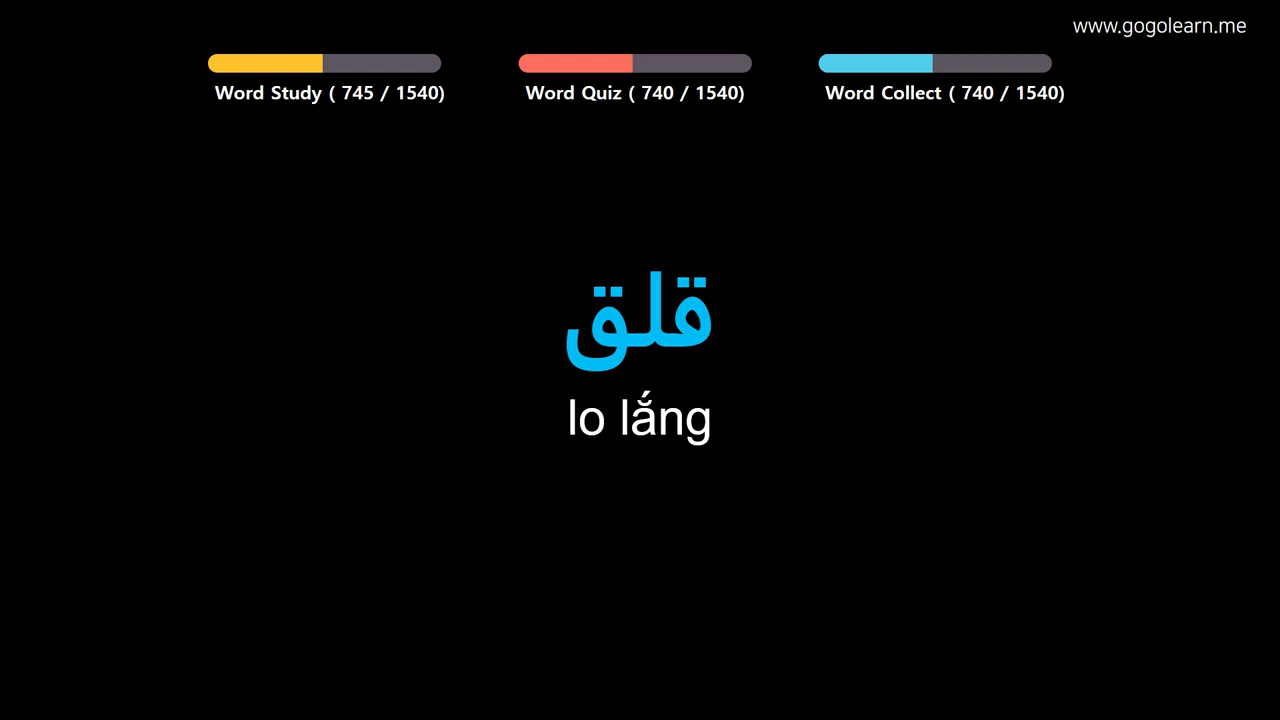 www.gogolearn.me
Word Study ( 745 / 1540)
Word Quiz ( 740 / 1540)
Word Collect ( 740 / 1540)
قلق
lo lắng